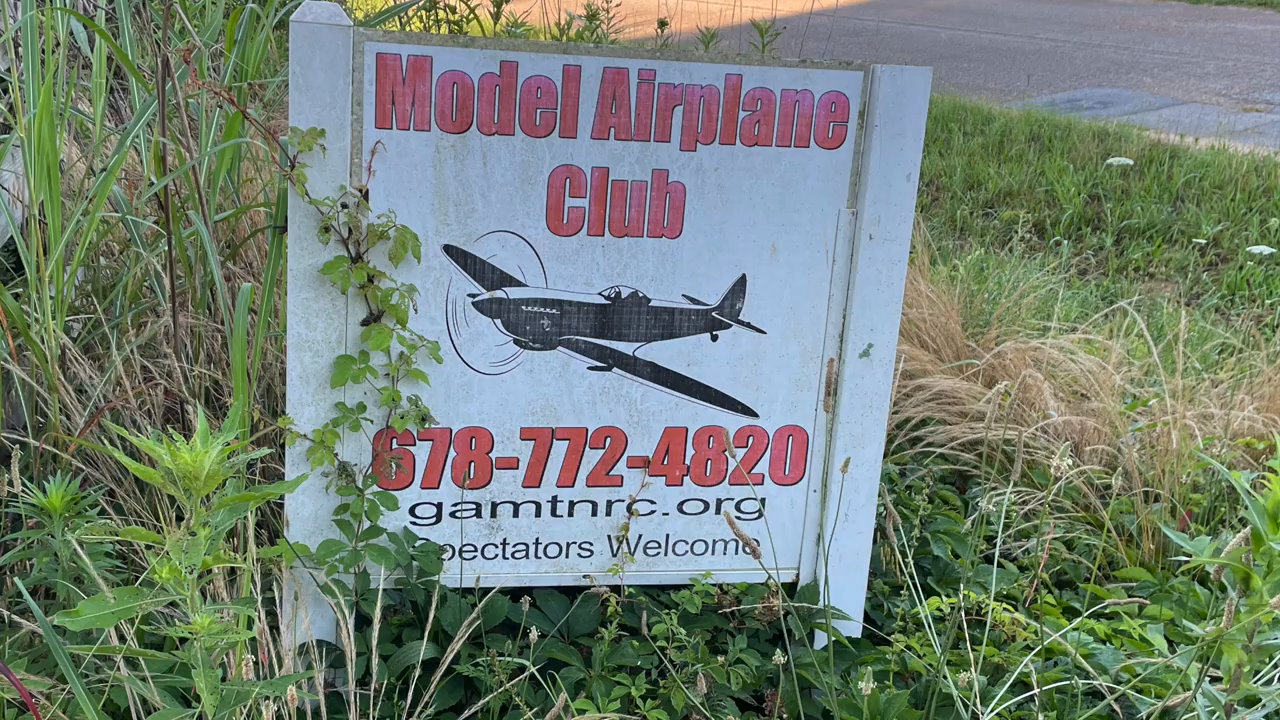 Model Airplane
Club
678-772-4820
gamtnrc.org
Spectators Welcome